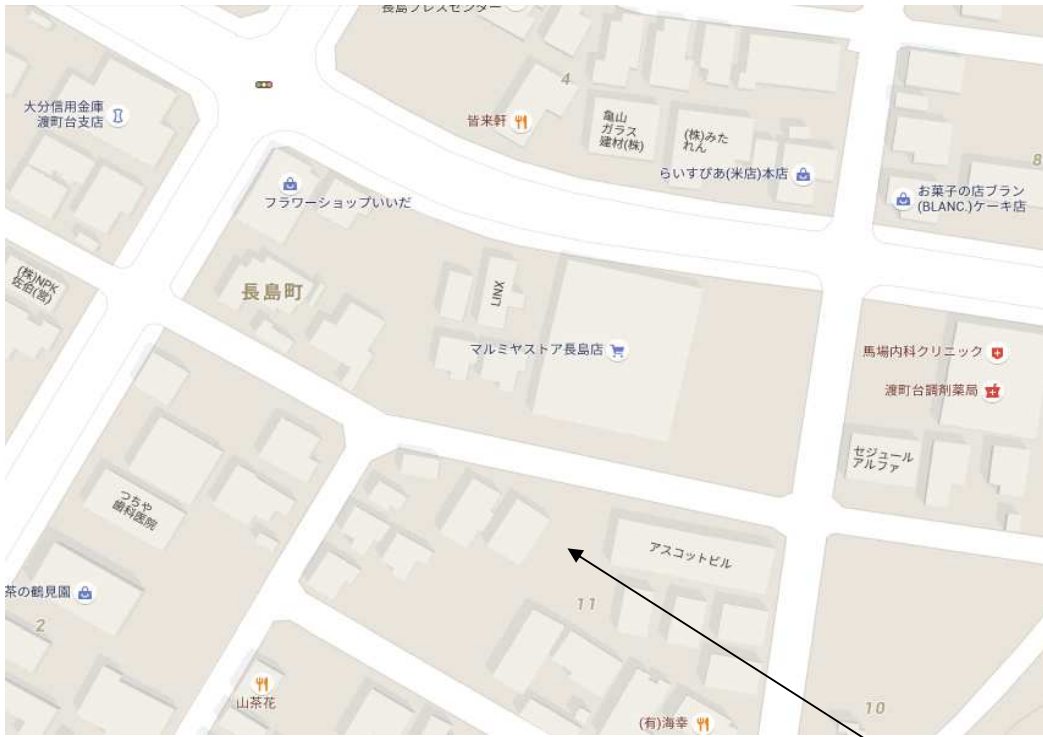 長島プレスセンター
大分信用金庫
渡町台支店
4
皆来軒
亀山
ガラス
建材(株)
(株)みた
れん
らいすぴあ(米店)本店
8
お菓子の店ブラン
(BLANC.)ケーキ店
フラワーショップいいだ
(株)NPK
佐伯(営)
長島町
LINX
マルミヤストア長島店
馬場内科クリニック
渡町台調剤薬局
セジュール
アルファ
つちや
歯科医院
アスコットビル
茶の鶴見園
11
2
山茶花
(有)海幸
10